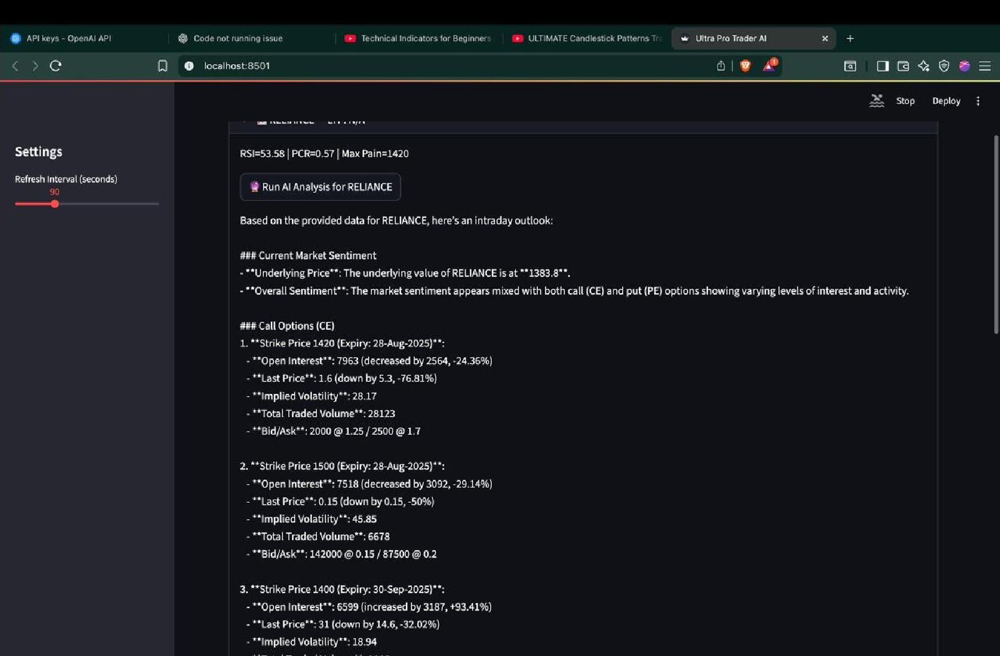 API keys - OpenAI API
Code not running issue
Technical Indicators for Beginners
ULTIMATE Candlestick Patterns Tra
Ultra Pro Trader AI
localhost:8501
1
Stop
Deploy
RELIANCE
N/A
Settings
Refresh Interval (seconds)
90
RSI=53.58 | PCR=0.57 | Max Pain=1420
Run AI Analysis for RELIANCE
Based on the provided data for RELIANCE, here's an intraday outlook:
### Current Market Sentiment
- **Underlying Price**: The underlying value of RELIANCE is at **1383.8**.
- **Overall Sentiment**: The market sentiment appears mixed with both call (CE) and put (PE) options showing varying levels of interest and activity.
### Call Options (CE)
1. **Strike Price 1420 (Expiry: 28-Aug-2025)**:
- **Open Interest**: 7963 (decreased by 2564, -24.36%)
- **Last Price**: 1.6 (down by 5.3, -76.81%)
- **Implied Volatility**: 28.17
- **Total Traded Volume**: 28123
- **Bid/Ask**: 2000 @ 1.25 / 2500 @ 1.7
2. **Strike Price 1500 (Expiry: 28-Aug-2025)**:
- **Open Interest**: 7518 (decreased by 3092, -29.14%)
- **Last Price**: 0.15 (down by 0.15, -50%)
- **Implied Volatility**: 45.85
- **Total Traded Volume**: 6678
- **Bid/Ask**: 142000 @ 0.15 / 87500 @ 0.2
3. **Strike Price 1400 (Expiry: 30-Sep-2025)**:
- **Open Interest**: 6599 (increased by 3187, +93.41%)
- **Last Price**: 31 (down by 14.6, -32.02%)
- **Implied Volatility**: 18.94